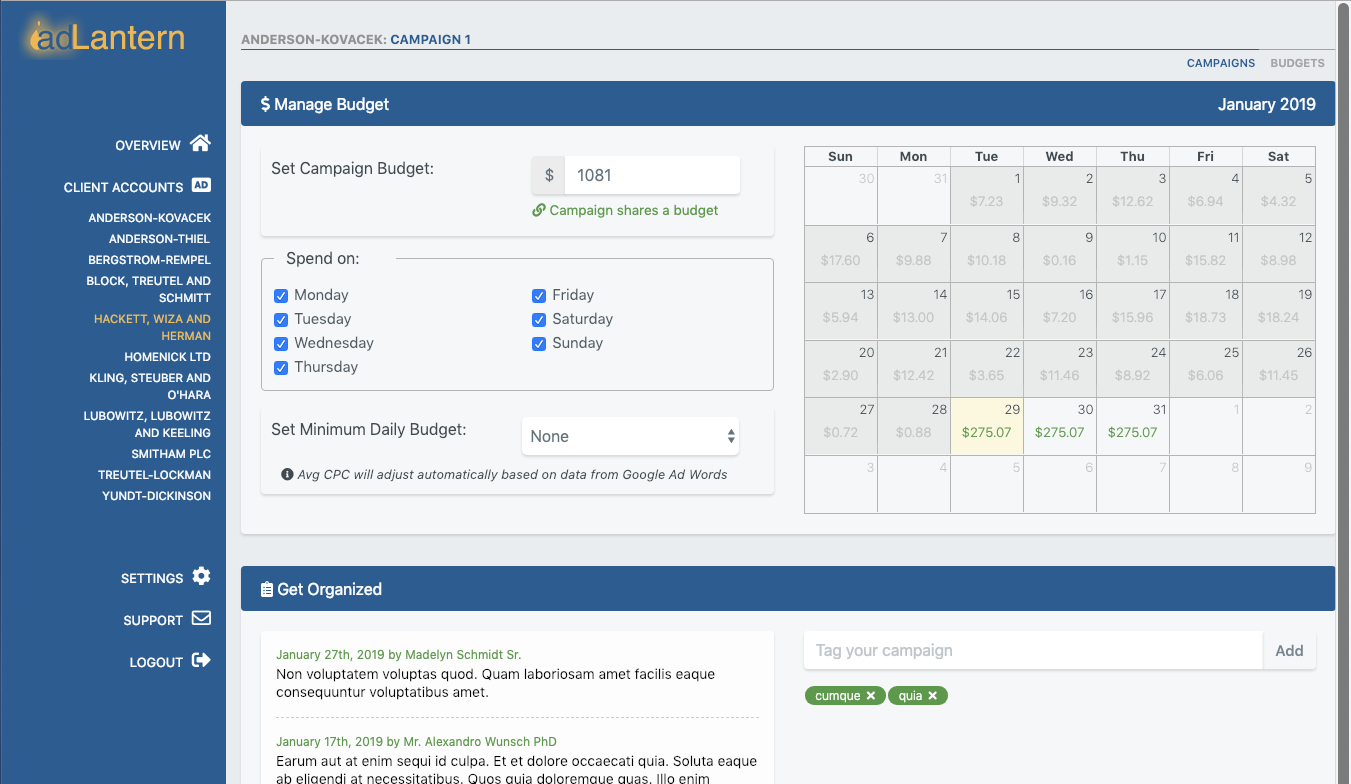 adLantern
OVERVIEW
CLIENT ACCOUNTS AD
ANDERSON-KOVACEK
ANDERSON-THIEL
BERGSTROM-REMPEL
BLOCK, TREUTEL AND
SCHMITT
HACKETT, WIZA AND
HERMAN
HOMENICK LTD
KLING, STEUBER AND
O'HARA
LUBOWITZ, LUBOWITZ
AND KEELING
SMITHAM PLC
TREUTEL-LOCKMAN
YUNDT-DICKINSON
SETTINGS
SUPPORT
LOGOUT
ANDERSON-KOVACEK: CAMPAIGN 1
CAMPAIGNS BUDGETS
$ Manage Budget January 2019
Set Campaign Budget:
$ 1081
Campaign shares a budget
Spend on:
Monday Friday
Tuesday Saturday
Wednesday Sunday
Thursday
Set Minimum Daily Budget:
None
Avg CPC will adjust automatically based on data from Google Ad Words
Sun Mon Tue Wed Thu Fri Sat
30 31 1 2 3 4 5
$7.23 $9.32 $12.62 $6.94 $4.32
6 7 8 9 10 11 12
$17.60 $9.88 $10.18 $0.16 $1.15 $15.82 $8.98
13 14 15 16 17 18 19
$5.94 $13.00 $14.06 $7.20 $15.96 $18.73 $18.24
20 21 22 23 24 25 26
$2.90 $12.42 $3.65 $11.46 $8.92 $6.06 $11.45
27 28 29 30 31 1 2
$0.72 $0.88 $275.07 $275.07 $275.07
3 4 5 6 7 8 9
Get Organized
January 27th, 2019 by Madelyn Schmidt Sr.
Non voluptatem voluptas quod. Quam laboriosam amet facilis eaque
consequuntur voluptatibus amet.
January 17th, 2019 by Mr. Alexandro Wunsch PhD
Earum aut at enim sequi id culpa. Et et dolore occaecati quia. Soluta eaque
ab eligendi at necessitatibus. Quos quia doloremque quas. Illo enim
Tag your campaign Add
cumque × quia ×